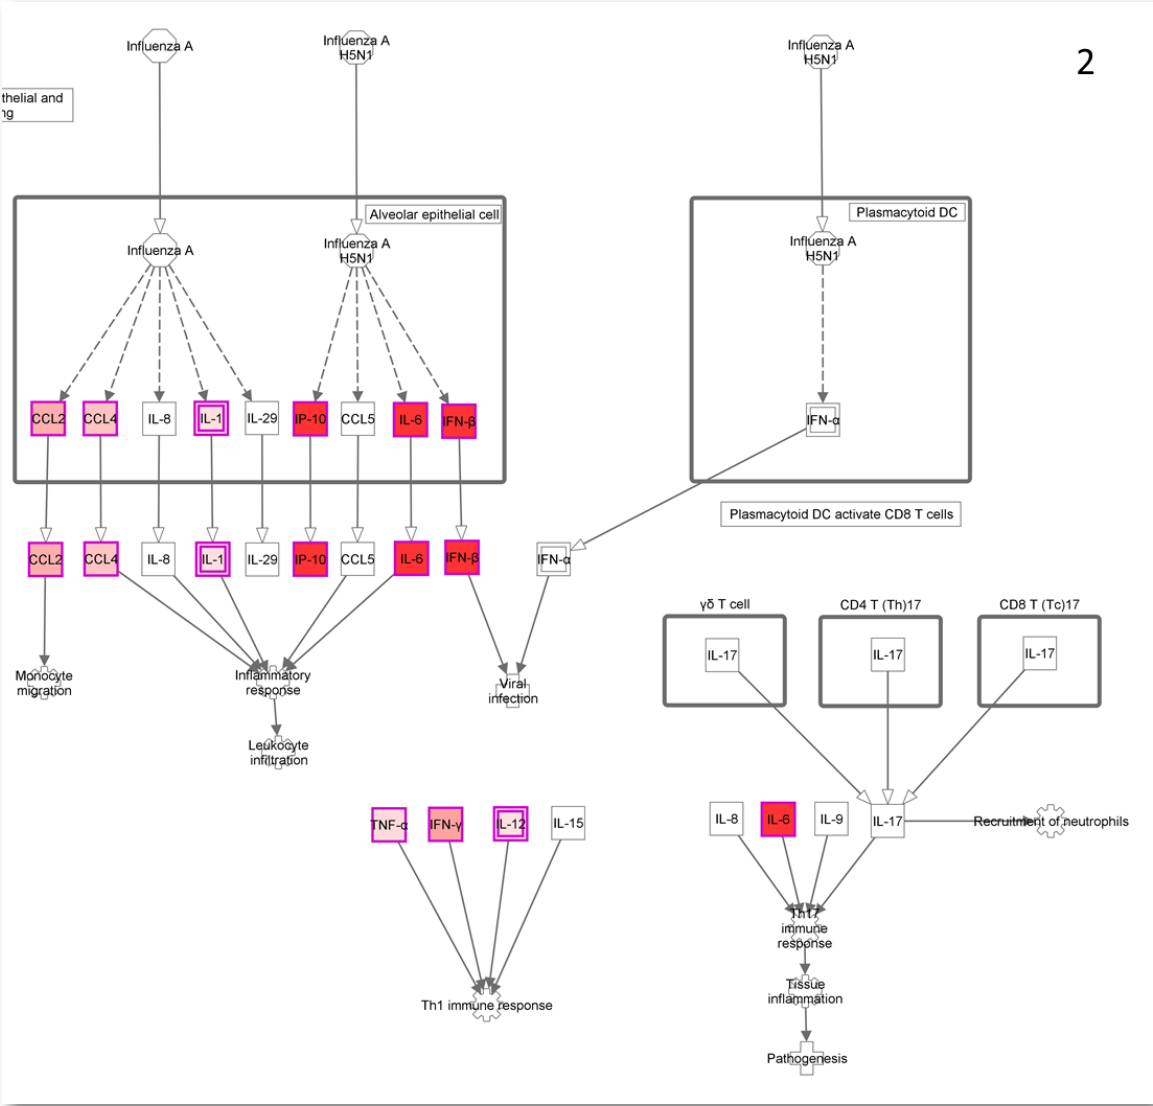 Influenza A
Influenza A
H5N1
Influenza A
H5N1
2
thelial and
ng
Alveolar epithelial cell
Plasmacytoid DC
Influenza A
Influenza A
H5N1
Influenza A
H5N1
CCL2
CCL4
IL-8
IL-1
IL-29
IP-10
CCL5
IL-6
IFN-β
IFN-α
Plasmacytoid DC activate CD8 T cells
CCL2
CCL4
IL-8
IL-1
IL-29
IP-10
CCL5
IL-6
IFN-β
IFN-α
γδ T cell
CD4 T (Th)17
CD8 T (Tc)17
IL-17
IL-17
IL-17
Monocyte
migration
Inflammatory
response
Viral
infection
Leukocyte
infiltration
TNF-α
IFN-γ
IL-12
IL-15
IL-8
IL-6
IL-9
IL-17
Recruitment of neutrophils
Th17
immune
response
Tissue
inflammation
Th1 immune response
Pathogenesis